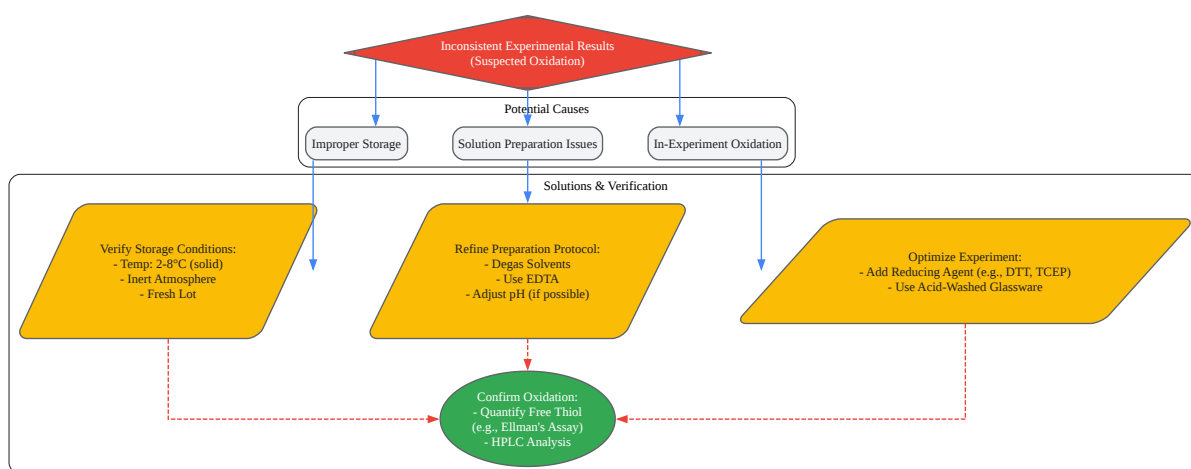 Inconsistent Experimental Results
(Suspected Oxidation)
Potential Causes
Improper Storage
Solution Preparation Issues
In-Experiment Oxidation
Solutions & Verification
Verify Storage Conditions:
- Temp: 2-8°C (solid)
- Inert Atmosphere
- Fresh Lot
Refine Preparation Protocol:
- Degas Solvents
- Use EDTA
- Adjust pH (if possible)
Optimize Experiment:
- Add Reducing Agent (e.g., DTT, TCEP)
- Use Acid-Washed Glassware
Confirm Oxidation:
- Quantify Free Thiol
(e.g., Ellman's Assay)
- HPLC Analysis